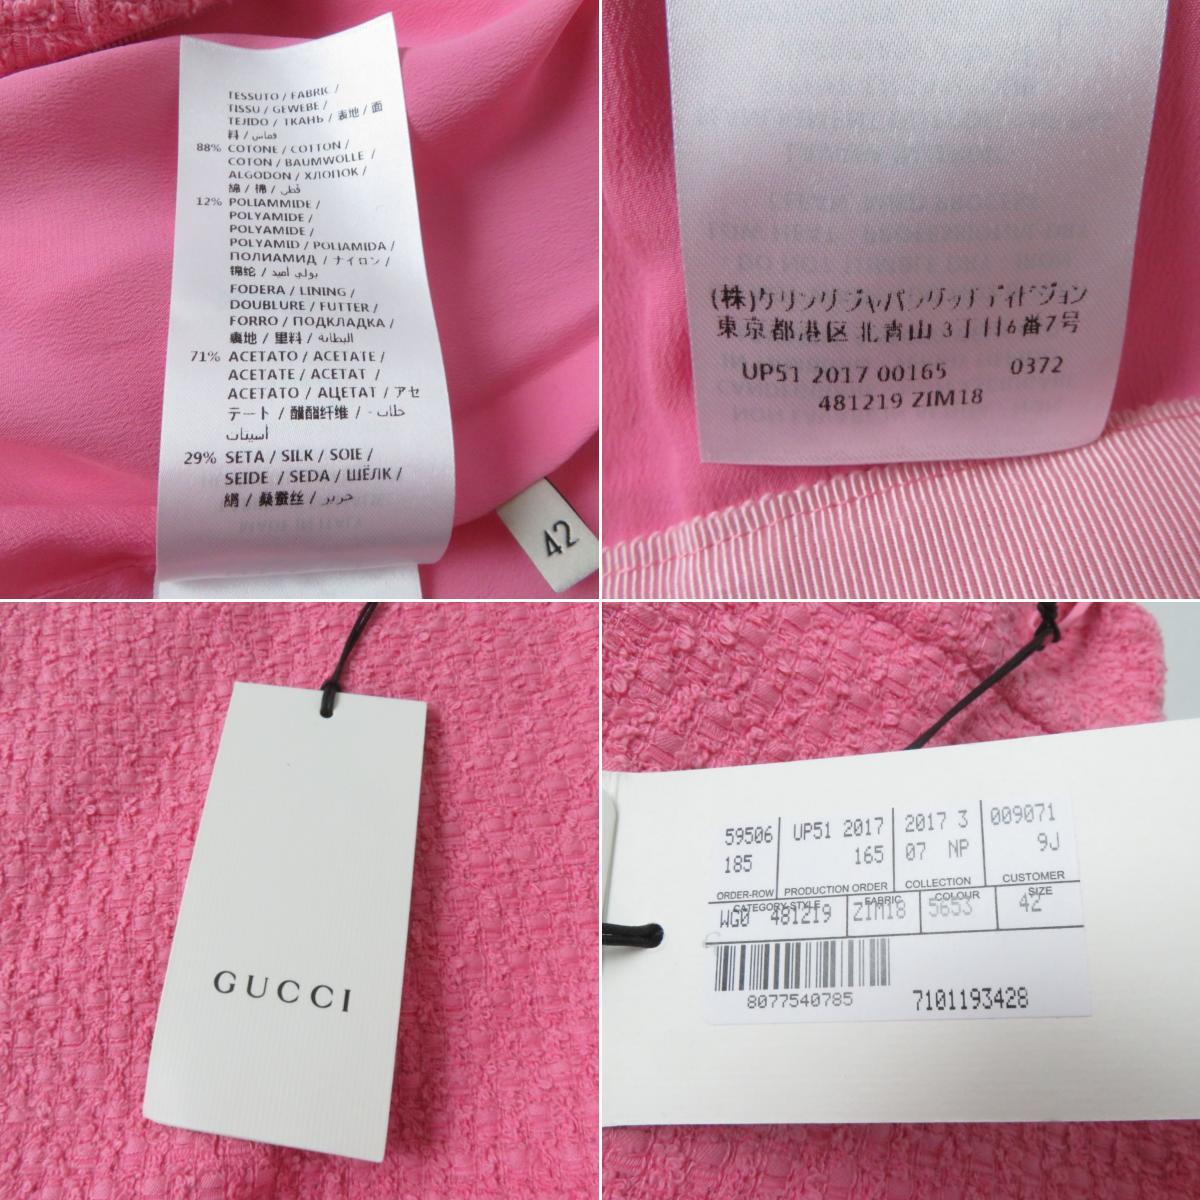 TESSUTO / FABRIC /
TISSU / GEWEBE /
TEJIDO / ТКАНЬ / 表地 / 面
料 / قماش
88% COTONE / COTTON /
COTON / BAUMWOLLE /
ALGODON / ХЛОПОК /
綿 / 棉 / قطن
12% POLIAMMIDE /
POLYAMIDE /
POLYAMIDE /
POLYAMID / POLIAMIDA /
ПОЛИАМИД / ナイロン /
锦纶 / بولي اميد
FODERA / LINING /
DOUBLURE / FUTTER /
FORRO / ПОДКЛАДКА /
裏地 / 里料 / البطانة
71% ACETATO / ACETATE /
ACETATE / ACETAT /
ACETATO / АЦЕТАТ / アセ
テート / 醋酯纤维 / خلات -
أسيتات
29% SETA / SILK / SOIE /
SEIDE / SEDA / ШЁЛК /
絹 / 桑蚕丝 / حرير
MADE IN ITALY
42
(株)ケリングジャパングッチディビジョン
東京都港区北青山3丁目6番7号
UP51 2017 00165 0372
481219 ZIM18
GUCCI
59506 UP51 2017 2017 3 009071
185 165 07 NP 9J
ORDER-ROW PRODUCTION ORDER COLLECTION CUSTOMER
CATEGORY-STYLE FABRIC COLOUR SIZE
WG0 481219 ZIM18 5653 42
8077540785 7101193428